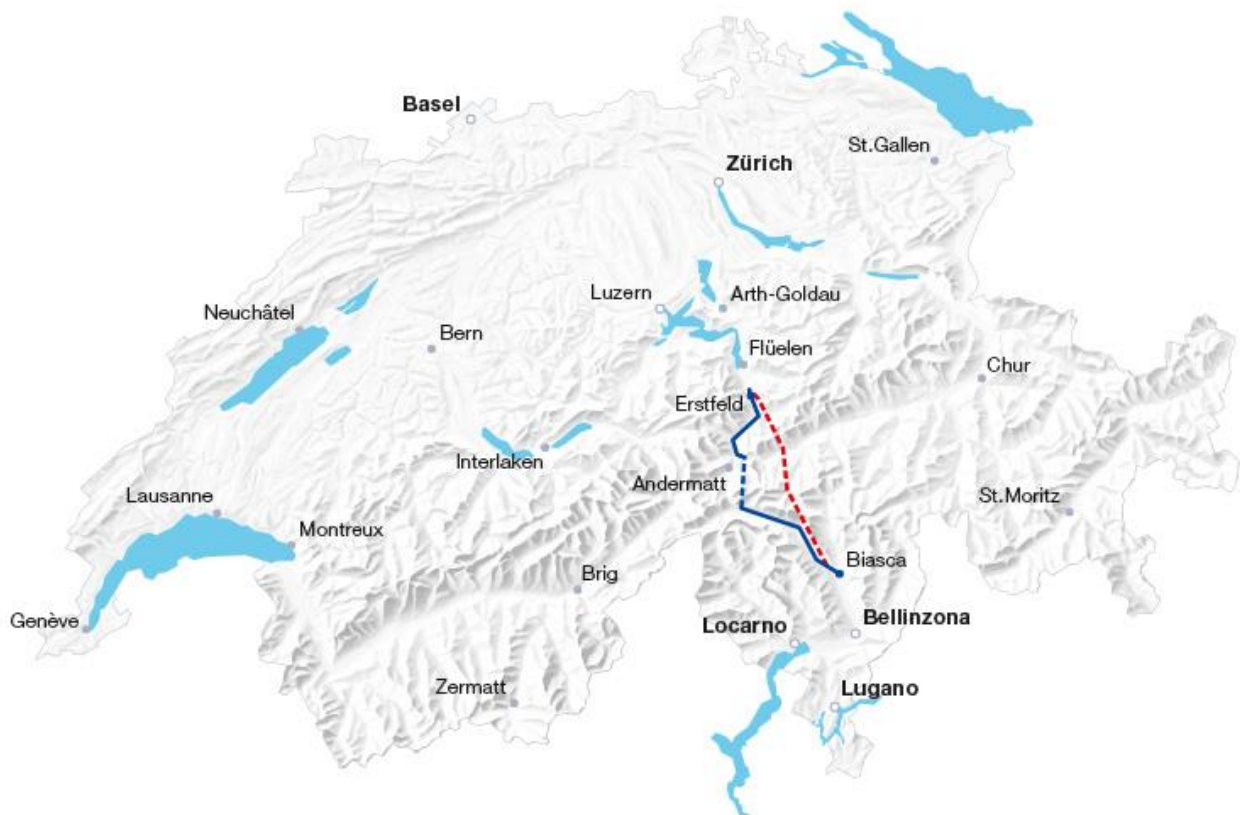 Basel
St.Gallen
Zürich
Luzern
Arth-Goldau
Neuchâtel
Bern
Flüelen
Chur
Erstfeld
Interlaken
Andermatt
St.Moritz
Lausanne
Montreux
Biasca
Brig
Genève
Locarno
Bellinzona
Zermatt
Lugano